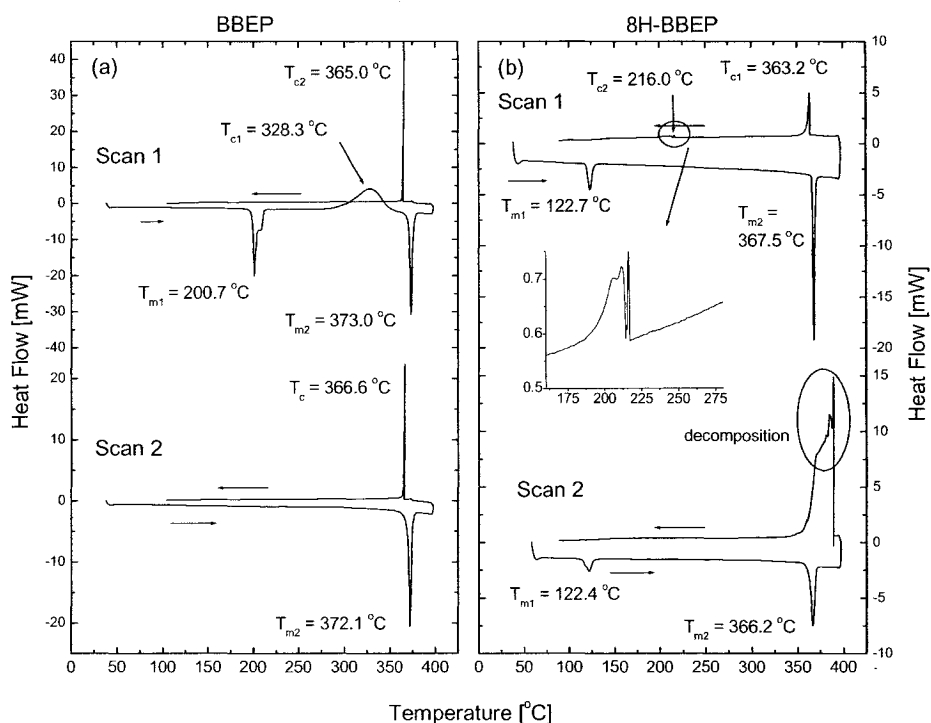 BBEP
8H-BBEP
(a)
Scan 1
T_c2 = 365.0 °C
T_c1 = 328.3 °C
T_m1 = 200.7 °C
T_m2 = 373.0 °C
40
30
20
10
0
-10
-20
-30
-40
Scan 2
T_c = 366.6 °C
T_m2 = 372.1 °C
20
10
0
-10
-20
0 50 100 150 200 250 300 350 400
Heat Flow [mW]
(b)
Scan 1
T_c2 = 216.0 °C
T_c1 = 363.2 °C
T_m1 = 122.7 °C
T_m2 =
367.5 °C
0.7
0.6
0.5
175 200 225 250 275
10
5
0
-5
-10
-15
-20
decomposition
Scan 2
T_m1 = 122.4 °C
T_m2 = 366.2 °C
15
10
5
0
-5
-
0 50 100 150 200 250 300 350 400
Heat Flow [mW]
Temperature [°C]